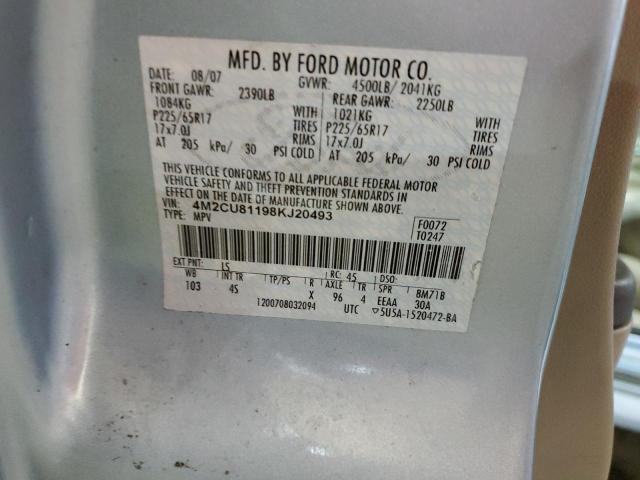 MFD. BY FORD MOTOR CO.
DATE: 08/07 GVWR: 4500LB/ 2041KG
FRONT GAWR: 2390LB REAR GAWR: 2250LB
1084KG WITH 1021KG WITH
P225/65R17 TIRES P225/65R17 TIRES
17x7.0J RIMS 17x7.0J RIMS
AT 205 kPa/ 30 PSI COLD AT 205 kPa/ 30 PSI COLD
THIS VEHICLE CONFORMS TO ALL APPLICABLE FEDERAL MOTOR
VEHICLE SAFETY AND THEFT PREVENTION STANDARDS IN
EFFECT ON THE DATE OF MANUFACTURE SHOWN ABOVE.
VIN: 4M2CU81198KJ20493 F0072
TYPE: MPV T0247
EXT PNT: IS RC: 45 DSO:
WB INT TR TP/PS R AXLE TR SPR 8M71B
103 45 X 96 4 EEAA 30A
1200708032094 UTC ▽5U5A-1520472-BA